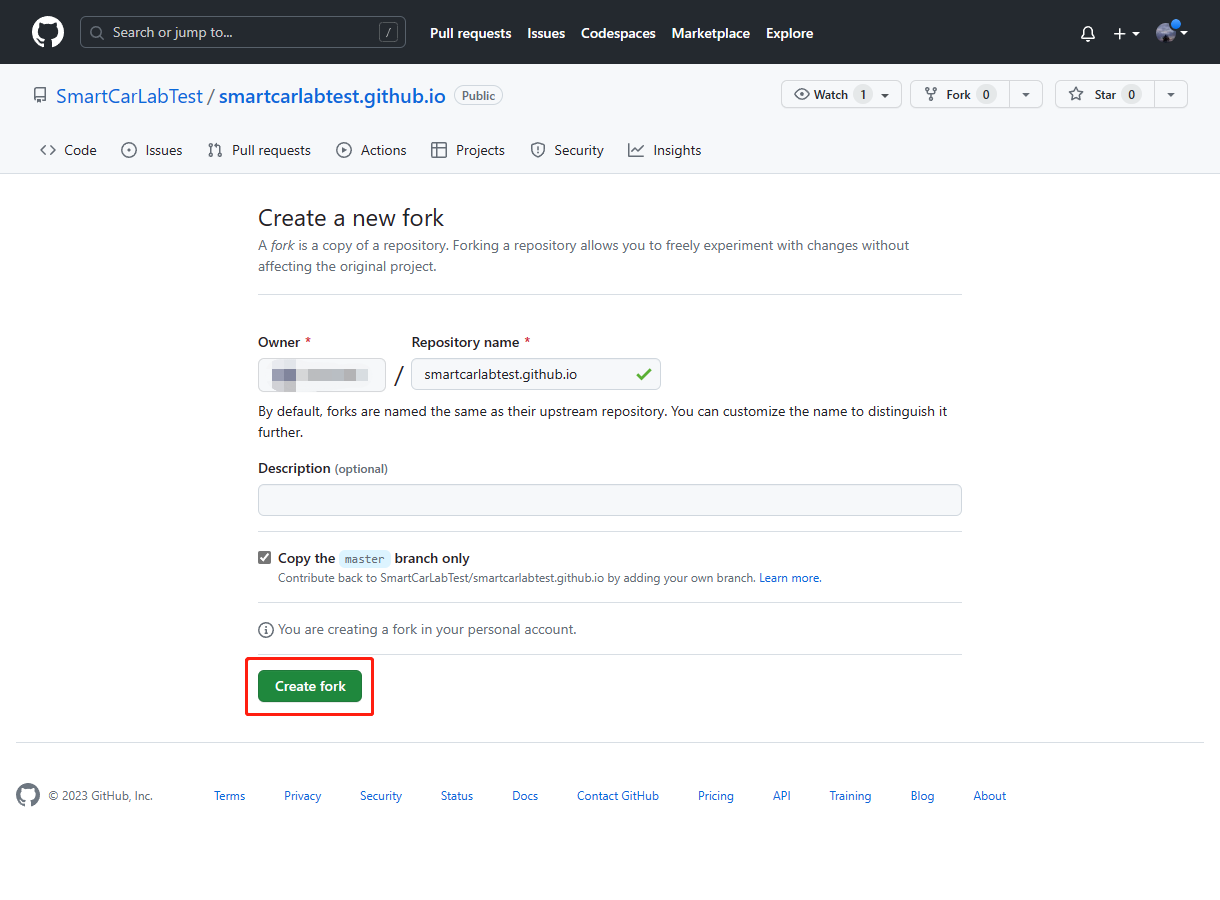 Search or jump to... /
Pull requests Issues Codespaces Marketplace Explore
SmartCarLabTest / smartcarlabtest.github.io Public
Watch 1 Fork 0 Star 0
Code Issues Pull requests Actions Projects Security Insights
Create a new fork
A fork is a copy of a repository. Forking a repository allows you to freely experiment with changes without
affecting the original project.
Owner * Repository name *
/ smartcarlabtest.github.io
By default, forks are named the same as their upstream repository. You can customize the name to distinguish it
further.
Description (optional)
Copy the master branch only
Contribute back to SmartCarLabTest/smartcarlabtest.github.io by adding your own branch. Learn more.
You are creating a fork in your personal account.
Create fork
© 2023 GitHub, Inc. Terms Privacy Security Status Docs Contact GitHub Pricing API Training Blog About